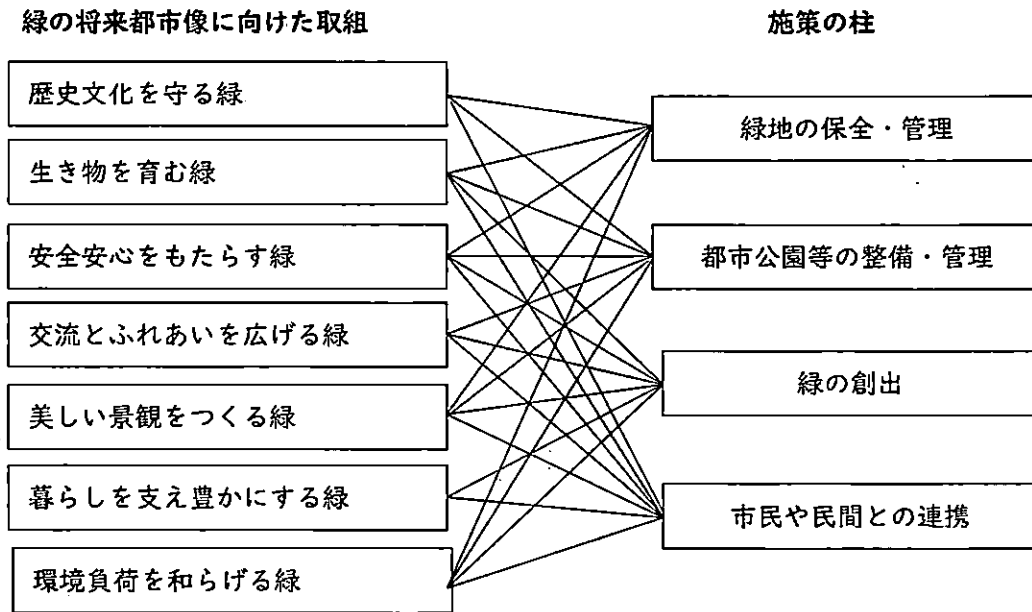 緑の将来都市像に向けた取組
施策の柱
歴史文化を守る緑
生き物を育む緑
安全安心をもたらす緑
交流とふれあいを広げる緑
美しい景観をつくる緑
暮らしを支え豊かにする緑
環境負荷を和らげる緑
緑地の保全・管理
都市公園等の整備・管理
緑の創出
市民や民間との連携